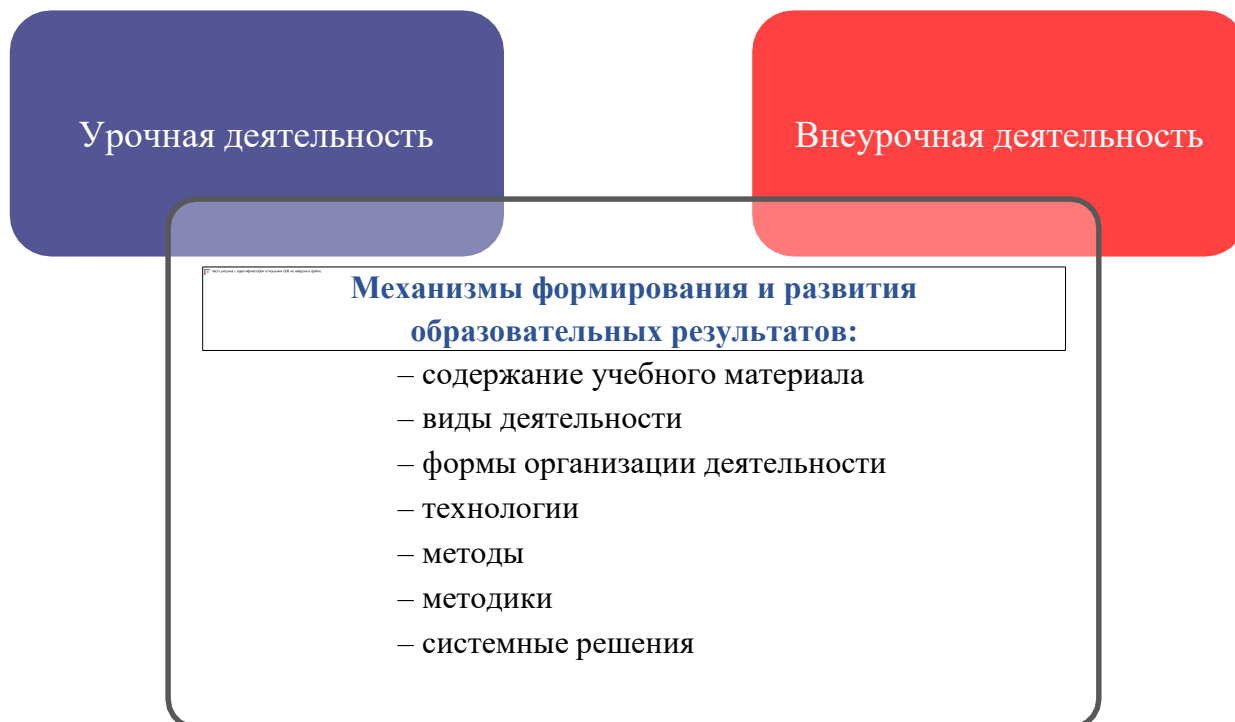 Урочная деятельность
Внеурочная деятельность
Механизмы формирования и развития
образовательных результатов:
– содержание учебного материала
– виды деятельности
– формы организации деятельности
– технологии
– методы
– методики
– системные решения